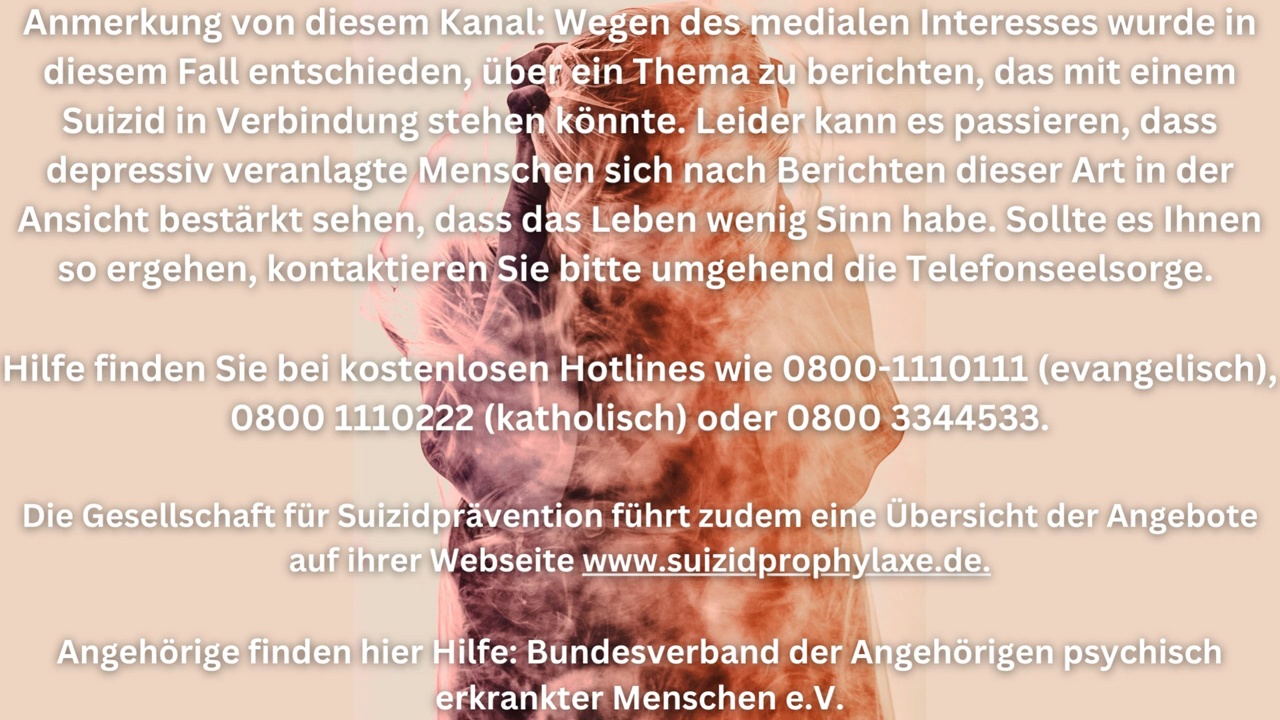 Anmerkung von diesem Kanal: Wegen des medialen Interesses wurde in
diesem Fall entschieden, über ein Thema zu berichten, das mit einem
Suizid in Verbindung stehen könnte. Leider kann es passieren, dass
depressiv veranlagte Menschen sich nach Berichten dieser Art in der
Ansicht bestärkt sehen, dass das Leben wenig Sinn habe. Sollte es Ihnen
so ergehen, kontaktieren Sie bitte umgehend die Telefonseelsorge.
Hilfe finden Sie bei kostenlosen Hotlines wie 0800-1110111 (evangelisch),
0800 1110222 (katholisch) oder 0800 3344533.
Die Gesellschaft für Suizidprävention führt zudem eine Übersicht der Angebote
auf ihrer Webseite www.suizidprophylaxe.de.
Angehörige finden hier Hilfe: Bundesverband der Angehörigen psychisch
erkrankter Menschen e.V.